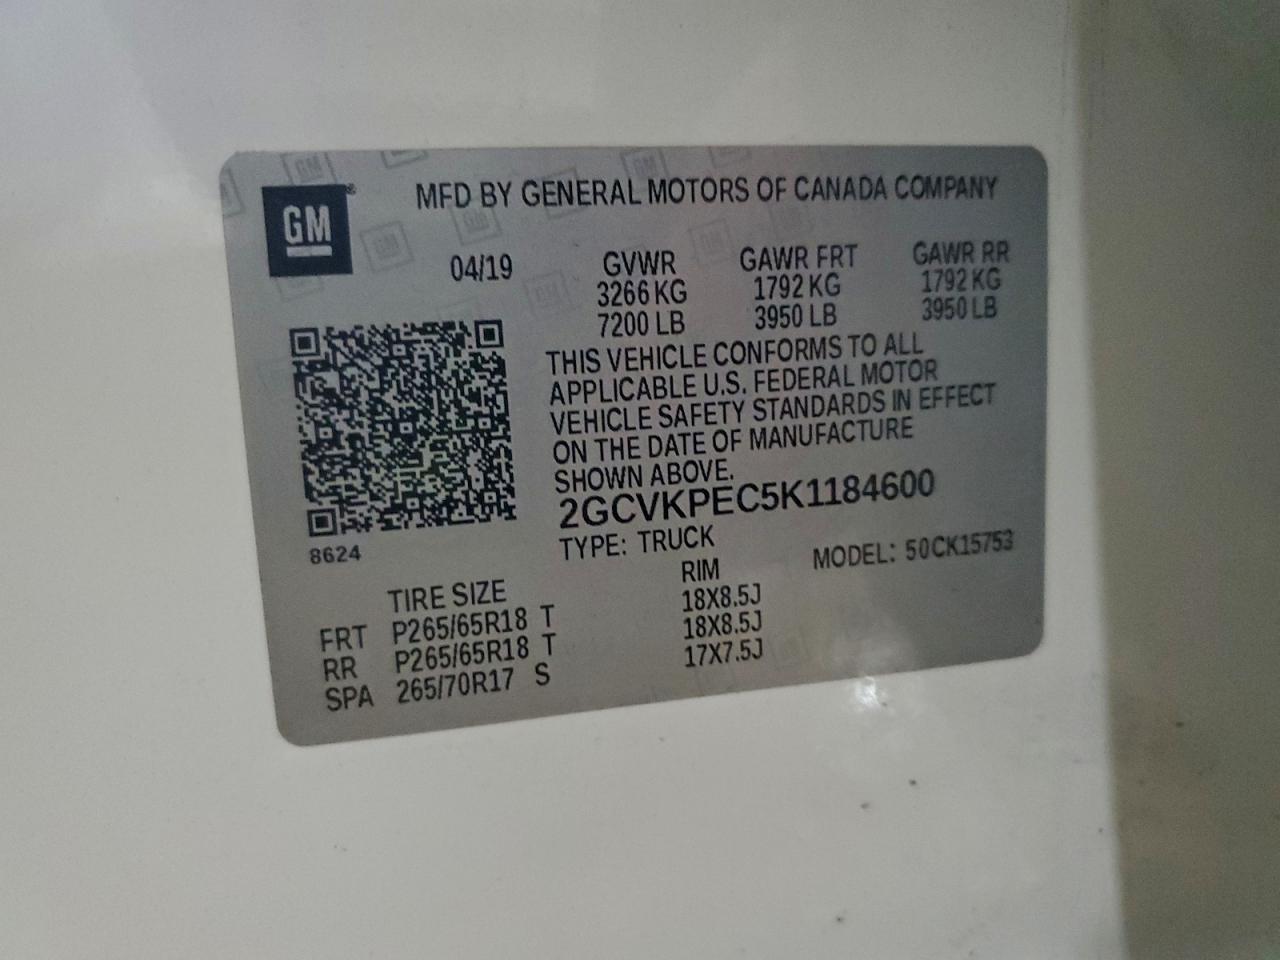 GM
MFD BY GENERAL MOTORS OF CANADA COMPANY
04/19
GVWR GAWR FRT GAWR RR
3266 KG 1792 KG 1792 KG
7200 LB 3950 LB 3950 LB
THIS VEHICLE CONFORMS TO ALL
APPLICABLE U.S. FEDERAL MOTOR
VEHICLE SAFETY STANDARDS IN EFFECT
ON THE DATE OF MANUFACTURE
SHOWN ABOVE.
2GCVKPEC5K1184600
8624
TYPE: TRUCK MODEL: 50CK15753
TIRE SIZE RIM
FRT P265/65R18 T 18X8.5J
RR P265/65R18 T 18X8.5J
SPA 265/70R17 S 17X7.5J